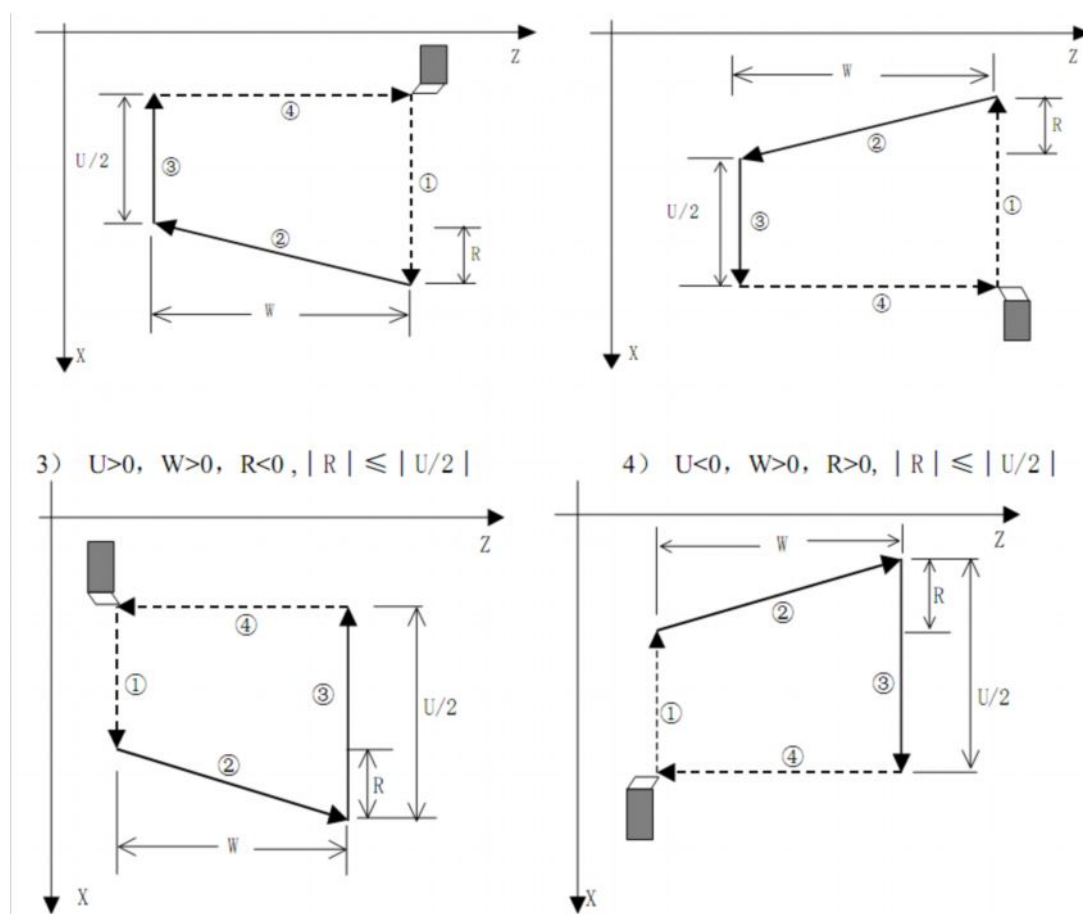 Z
Z
W
④
②
R
U/2
③
①
U/2
③
①
②
R
④
W
X
X
3） U>0，W>0，R<0 ,｜R｜≤｜U/2｜
4） U<0，W>0，R>0,｜R｜≤｜U/2｜
Z
W
Z
④
②
R
①
③
U/2
①
③
U/2
②
R
④
W
X
X